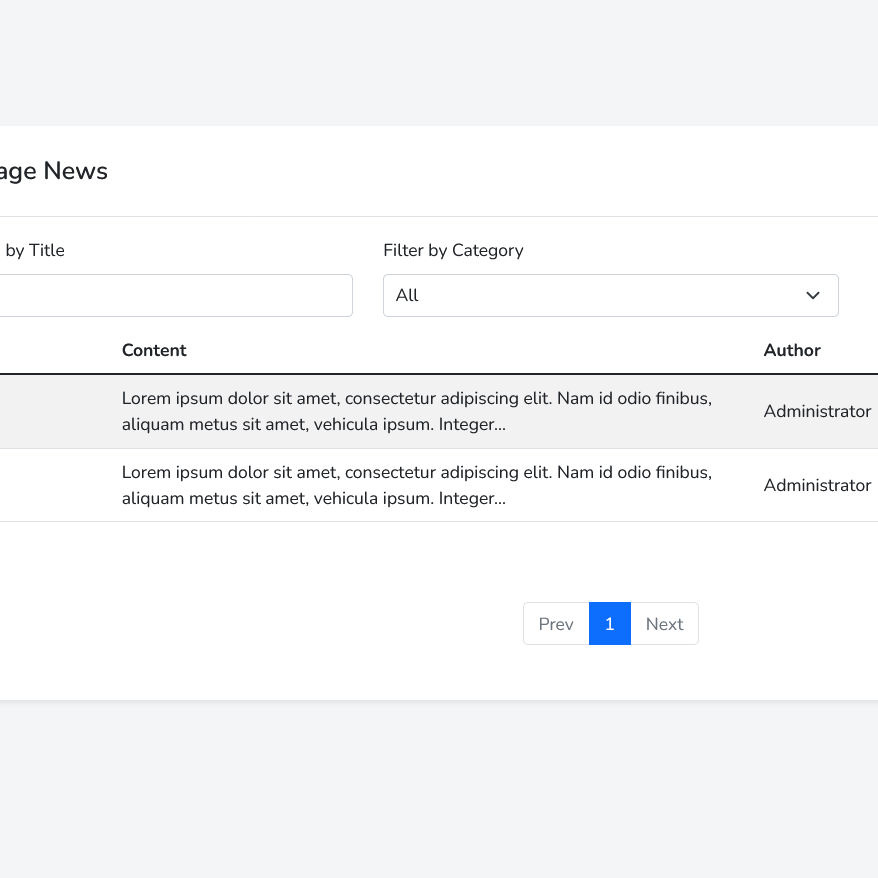 News
by Title
Filter by Category
All
Content
Author
Lorem ipsum dolor sit amet, consectetur adipiscing elit. Nam id odio finibus,
aliquam metus sit amet, vehicula ipsum. Integer...
Administrator
Lorem ipsum dolor sit amet, consectetur adipiscing elit. Nam id odio finibus,
aliquam metus sit amet, vehicula ipsum. Integer...
Administrator
Prev
1
Next